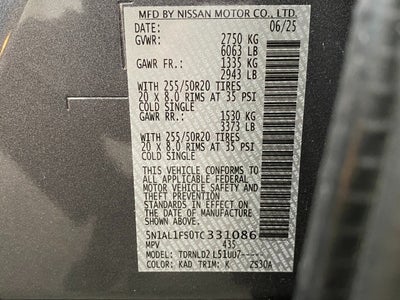 MFD BY NISSAN MOTOR CO., LTD.
DATE: 06/25
GVWR: 2750 KG
6063 LB
GAWR FR.: 1335 KG
2943 LB
WITH 255/50R20 TIRES
20 x 8.0 RIMS AT 35 PSI
COLD SINGLE
GAWR RR.: 1530 KG
3373 LB
WITH 255/50R20 TIRES
20 x 8.0 RIMS AT 35 PSI
COLD SINGLE
THIS VEHICLE CONFORMS TO
ALL APPLICABLE FEDERAL
MOTOR VEHICLE SAFETY AND
THEFT PREVENTION STANDARDS
IN EFFECT ON THE DATE OF
MANUFACTURE SHOWN ABOVE.
5N1AL1FS0TC331086
MPV 435
MODEL: TDRNLD2 L51UU7----
COLOR: KAD TRIM: K ZS30A